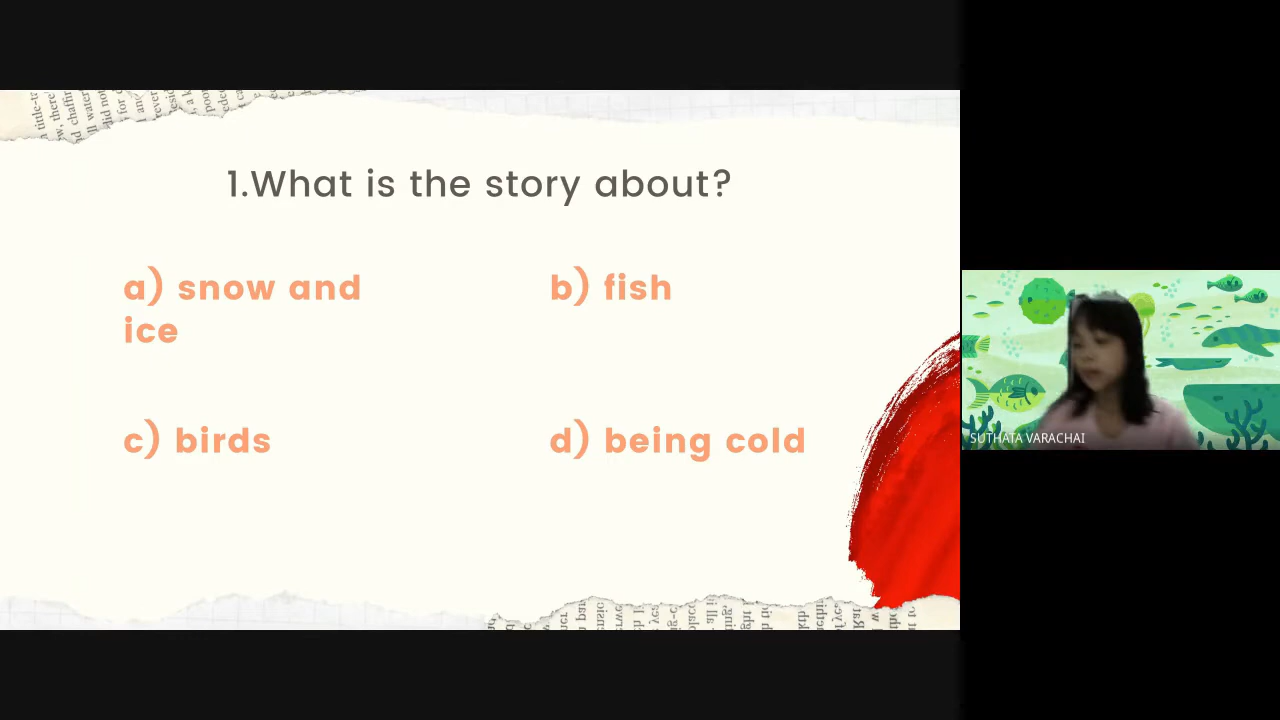 1.What is the story about?
a) snow and
ice
b) fish
c) birds
d) being cold
SUTHATA VARACHAI